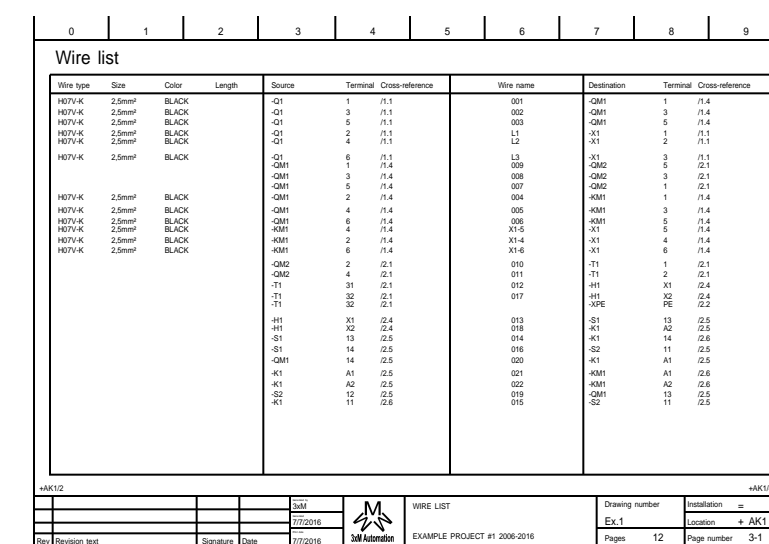 0 1 2 3 4 5 6 7 8 9
Wire list
Wire type Size Color Length Source Terminal Cross-reference Wire name Destination Terminal Cross-reference
H07V-K 2,5mm² BLACK -Q1 1 /1.1 001 -QM1 1 /1.4
H07V-K 2,5mm² BLACK -Q1 3 /1.1 002 -QM1 3 /1.4
H07V-K 2,5mm² BLACK -Q1 5 /1.1 003 -QM1 5 /1.4
H07V-K 2,5mm² BLACK -Q1 2 /1.1 L1 -X1 1 /1.1
H07V-K 2,5mm² BLACK -Q1 4 /1.1 L2 -X1 2 /1.1
H07V-K 2,5mm² BLACK -Q1 6 /1.1 L3 -X1 3 /1.1
-QM1 1 /1.4 009 -QM2 5 /2.1
-QM1 3 /1.4 008 -QM2 3 /2.1
-QM1 5 /1.4 007 -QM2 1 /2.1
H07V-K 2,5mm² BLACK -QM1 2 /1.4 004 -KM1 1 /1.4
H07V-K 2,5mm² BLACK -QM1 4 /1.4 005 -KM1 3 /1.4
H07V-K 2,5mm² BLACK -QM1 6 /1.4 006 -KM1 5 /1.4
H07V-K 2,5mm² BLACK -KM1 4 /1.4 X1-5 -X1 5 /1.4
H07V-K 2,5mm² BLACK -KM1 2 /1.4 X1-4 -X1 4 /1.4
H07V-K 2,5mm² BLACK -KM1 6 /1.4 X1-6 -X1 6 /1.4
-QM2 2 /2.1 010 -T1 1 /2.1
-QM2 4 /2.1 011 -T1 2 /2.1
-T1 31 /2.1 012 -H1 X1 /2.4
-T1 32 /2.1 017 -H1 X2 /2.4
-T1 32 /2.1 -XPE PE /2.2
-H1 X1 /2.4 013 -S1 13 /2.5
-H1 X2 /2.4 018 -K1 A2 /2.5
-S1 13 /2.5 014 -K1 14 /2.6
-S1 14 /2.5 016 -S2 11 /2.5
-QM1 14 /2.5 020 -K1 A1 /2.5
-K1 A1 /2.5 021 -KM1 A1 /2.6
-K1 A2 /2.5 022 -KM1 A2 /2.6
-S2 12 /2.5 019 -QM1 13 /2.5
-K1 11 /2.6 015 -S2 11 /2.5
+AK1/2 +AK1/
3xM
7/7/2016
7/7/2016
M
3xM Automation
WIRE LIST
EXAMPLE PROJECT #1 2006-2016
Drawing number
Ex.1
Pages 12
Installation =
Location + AK1
Page number 3-1
Rev Revision text Signature Date